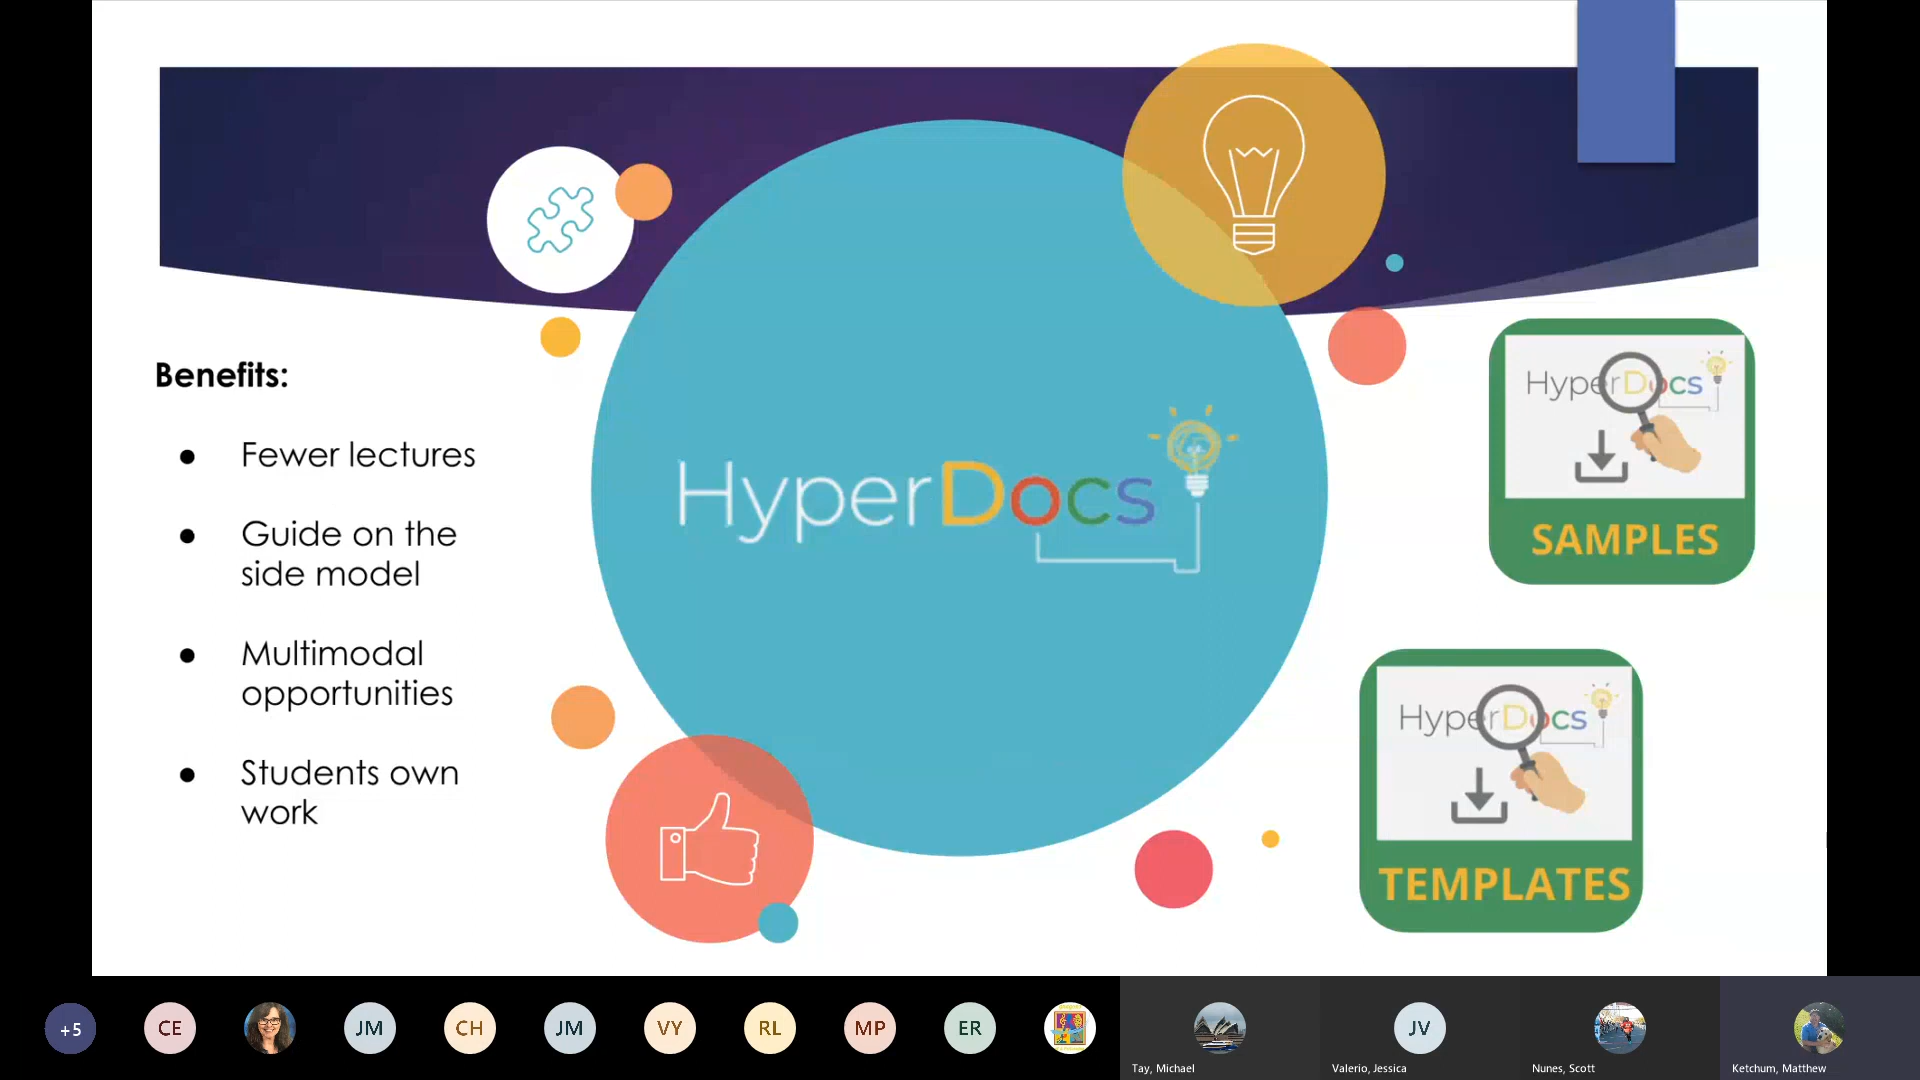 Benefits:
● Fewer lectures
● Guide on the
side model
● Multimodal
opportunities
● Students own
work
HyperDocs
HyperDocs
SAMPLES
HyperDocs
TEMPLATES
+5
CE
JM
CH
JM
VY
RL
MP
ER
JV
Tay, Michael
Valerio, Jessica
Nunes, Scott
Ketchum, Matthew